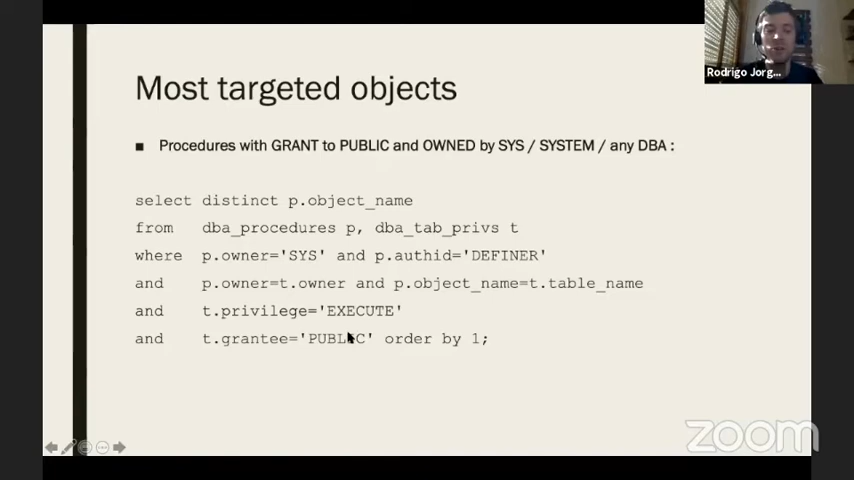 Rodrigo Jorg...
Most targeted objects
■ Procedures with GRANT to PUBLIC and OWNED by SYS / SYSTEM / any DBA :
select distinct p.object_name
from dba_procedures p, dba_tab_privs t
where p.owner='SYS' and p.authid='DEFINER'
and p.owner=t.owner and p.object_name=t.table_name
and t.privilege='EXECUTE'
and t.grantee='PUBLIC' order by 1;
zoom